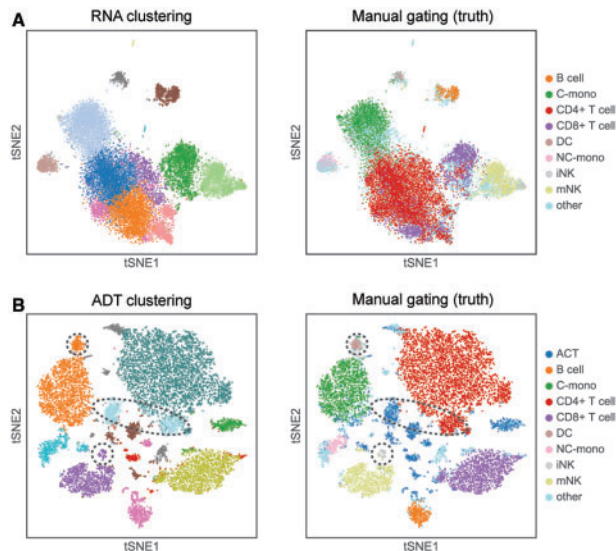 A
RNA clustering
Manual gating (truth)
tSNE2
tSNE1
tSNE2
tSNE1
B cell
C-mono
CD4+ T cell
CD8+ T cell
DC
NC-mono
iNK
mNK
other
B
ADT clustering
Manual gating (truth)
tSNE2
tSNE1
tSNE2
tSNE1
ACT
B cell
C-mono
CD4+ T cell
CD8+ T cell
DC
NC-mono
iNK
mNK
other